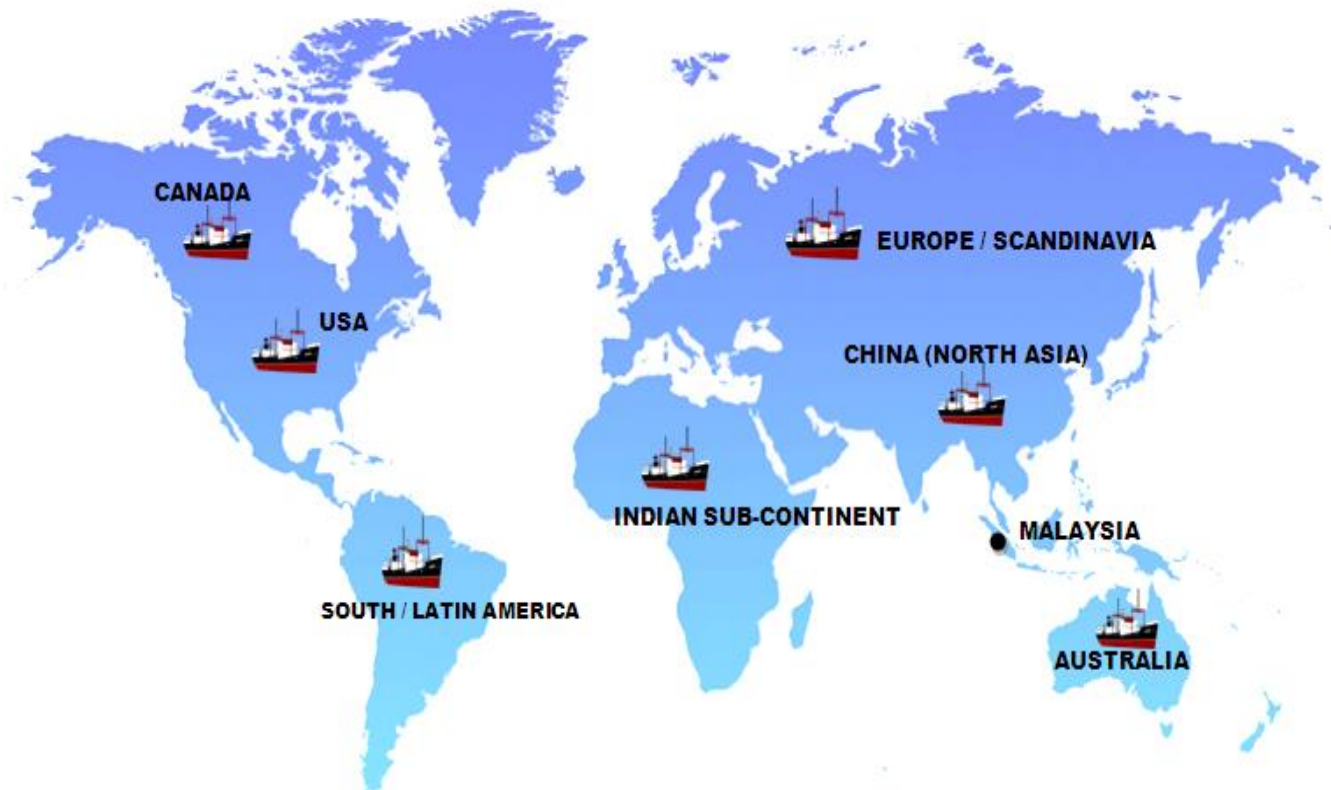 CANADA
EUROPE / SCANDINAVIA
USA
CHINA (NORTH ASIA)
INDIAN SUB-CONTINENT
MALAYSIA
SOUTH / LATIN AMERICA
AUSTRALIA